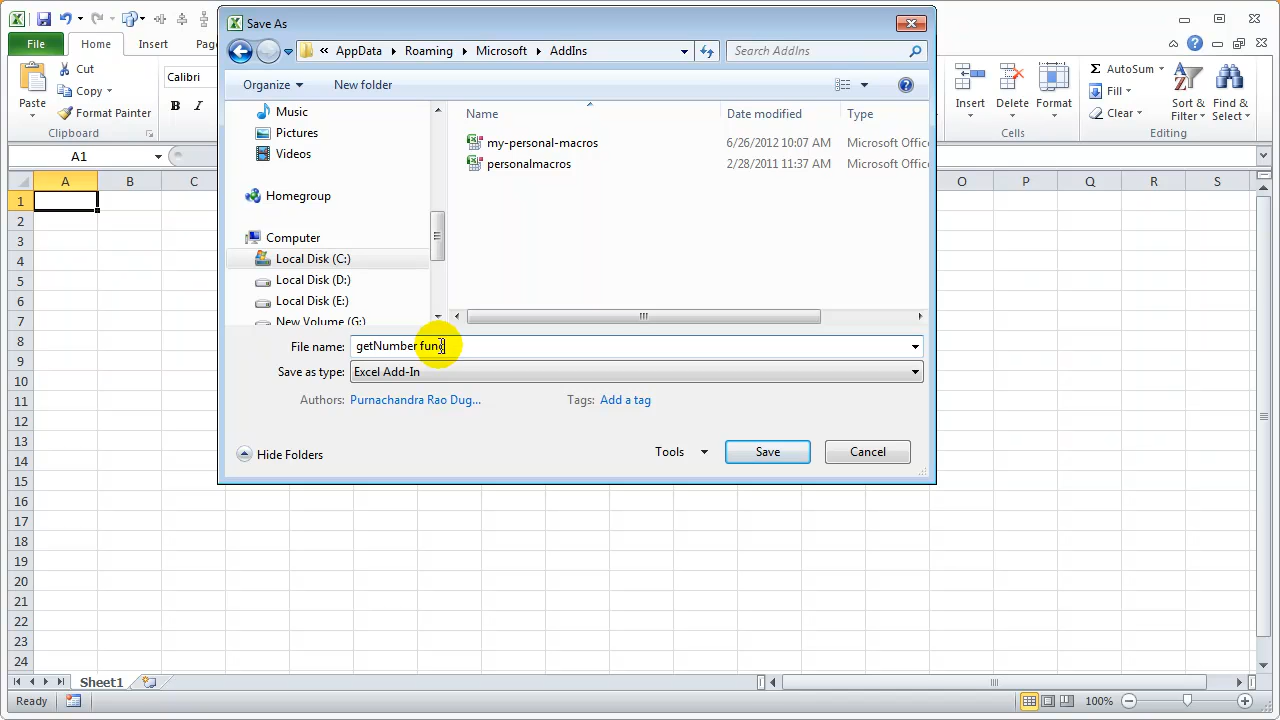 Save As
File Home Insert Pag
AppData Roaming Microsoft AddIns Search AddIns
Organize New folder
Cut
Copy
Format Painter
Paste
Clipboard
Calibri
B I
Insert Delete Format
Cells
Σ AutoSum
Fill
Clear
Sort & Filter
Find & Select
Editing
Music
Pictures
Videos
Homegroup
Computer
Local Disk (C:)
Local Disk (D:)
Local Disk (E:)
New Volume (G:)
Name Date modified Type
my-personal-macros 6/26/2012 10:07 AM Microsoft Office
personalmacros 2/28/2011 11:37 AM Microsoft Office
File name: getNumber func
Save as type: Excel Add-In
Authors: Purnachandra Rao Dug... Tags: Add a tag
Hide Folders Tools Save Cancel
A1
A B C O P Q R S
1
2
3
4
5
6
7
8
9
10
11
12
13
14
15
16
17
18
19
20
21
22
23
24
Sheet1
Ready 100%